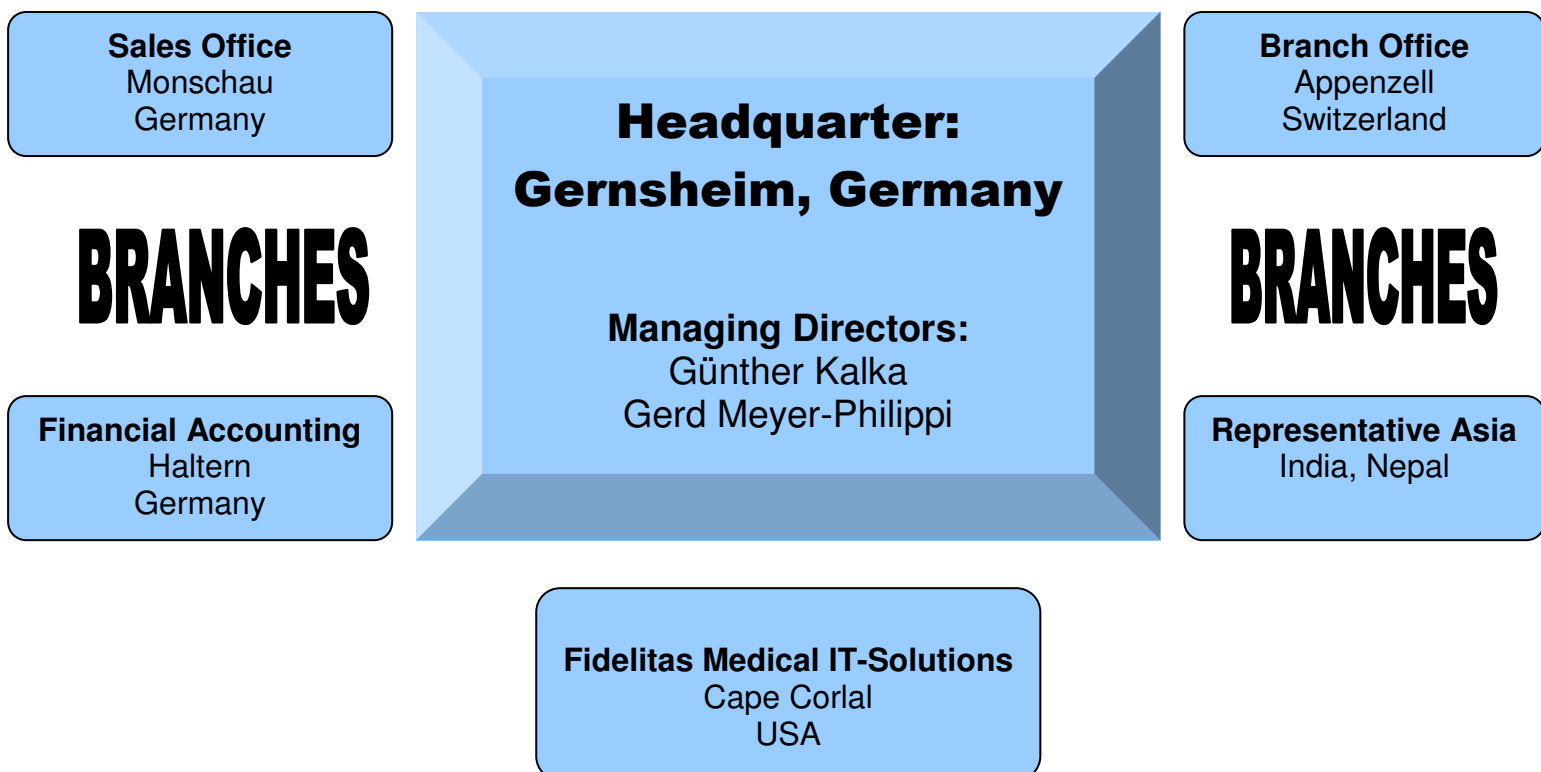 Sales Office
Monschau
Germany
BRANCHES
Financial Accounting
Haltern
Germany
Headquarter:
Gernsheim, Germany
Managing Directors:
Günther Kalka
Gerd Meyer-Philippi
Branch Office
Appenzell
Switzerland
BRANCHES
Representative Asia
India, Nepal
Fidelitas Medical IT-Solutions
Cape Corlal
USA